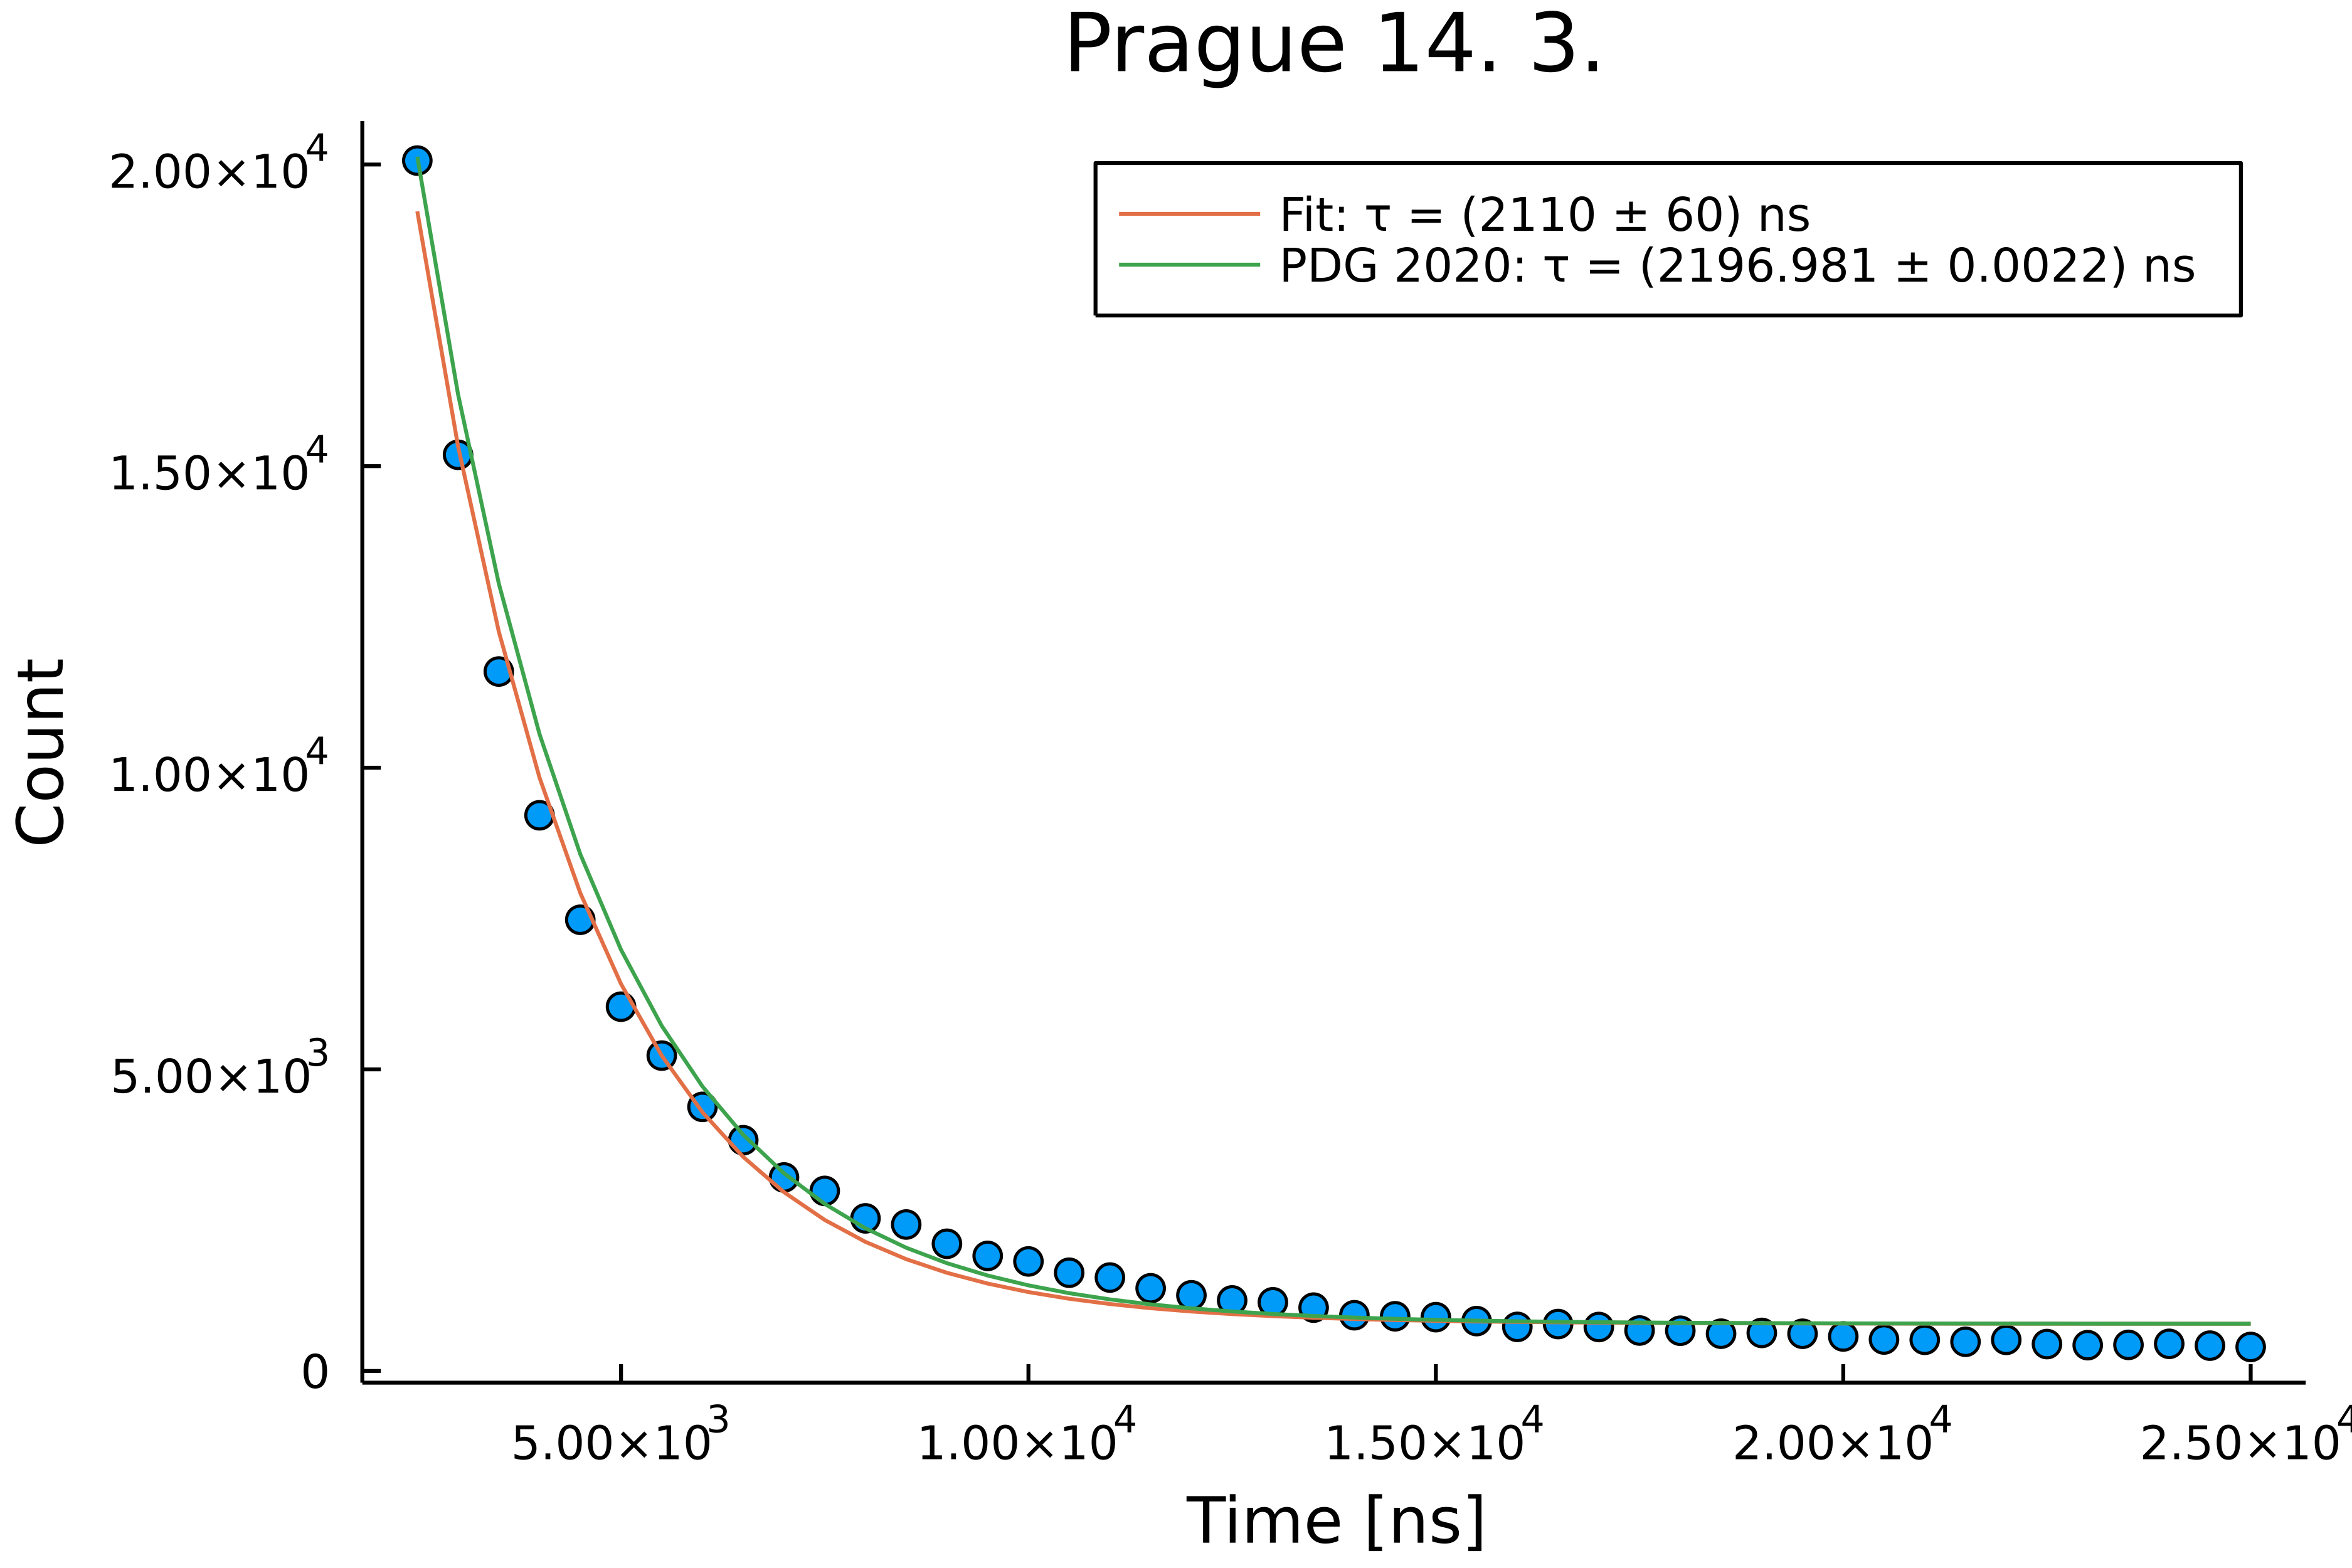 Prague 14. 3.
Fit: τ = (2110 ± 60) ns
PDG 2020: τ = (2196.981 ± 0.0022) ns
Count
2.00×10⁴
1.50×10⁴
1.00×10⁴
5.00×10³
0
5.00×10³ 1.00×10⁴ 1.50×10⁴ 2.00×10⁴ 2.50×10⁴
Time [ns]